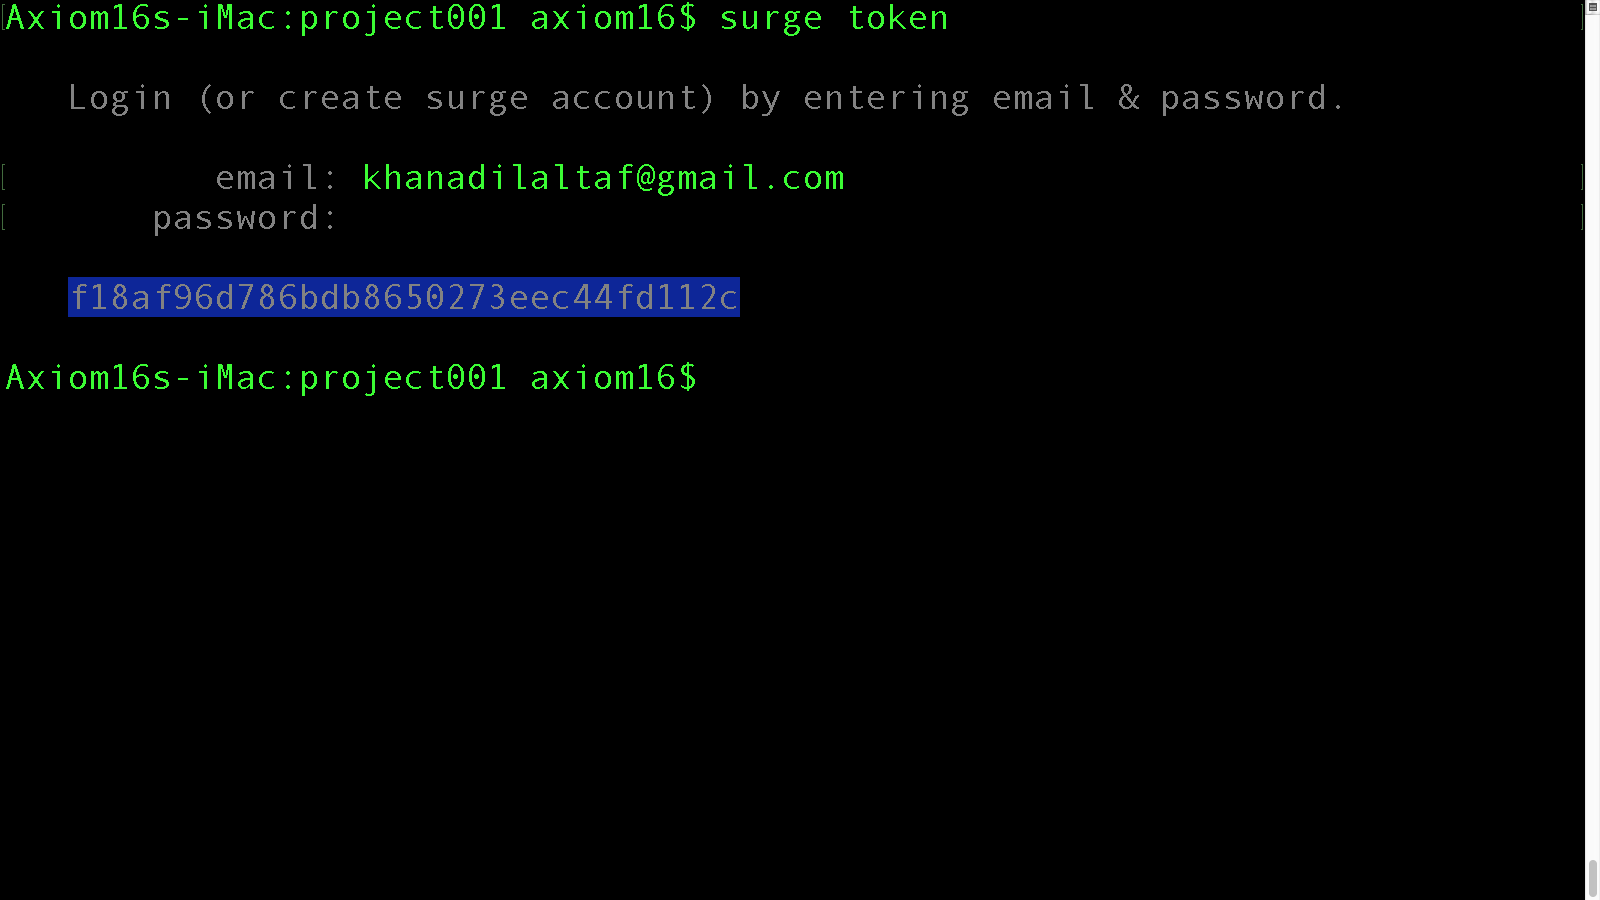 Axiom16s-iMac:project001 axiom16$ surge token
Login (or create surge account) by entering email & password.
email: khanadilaltaf@gmail.com
password:
f18af96d786bdb8650273eec44fd112c
Axiom16s-iMac:project001 axiom16$